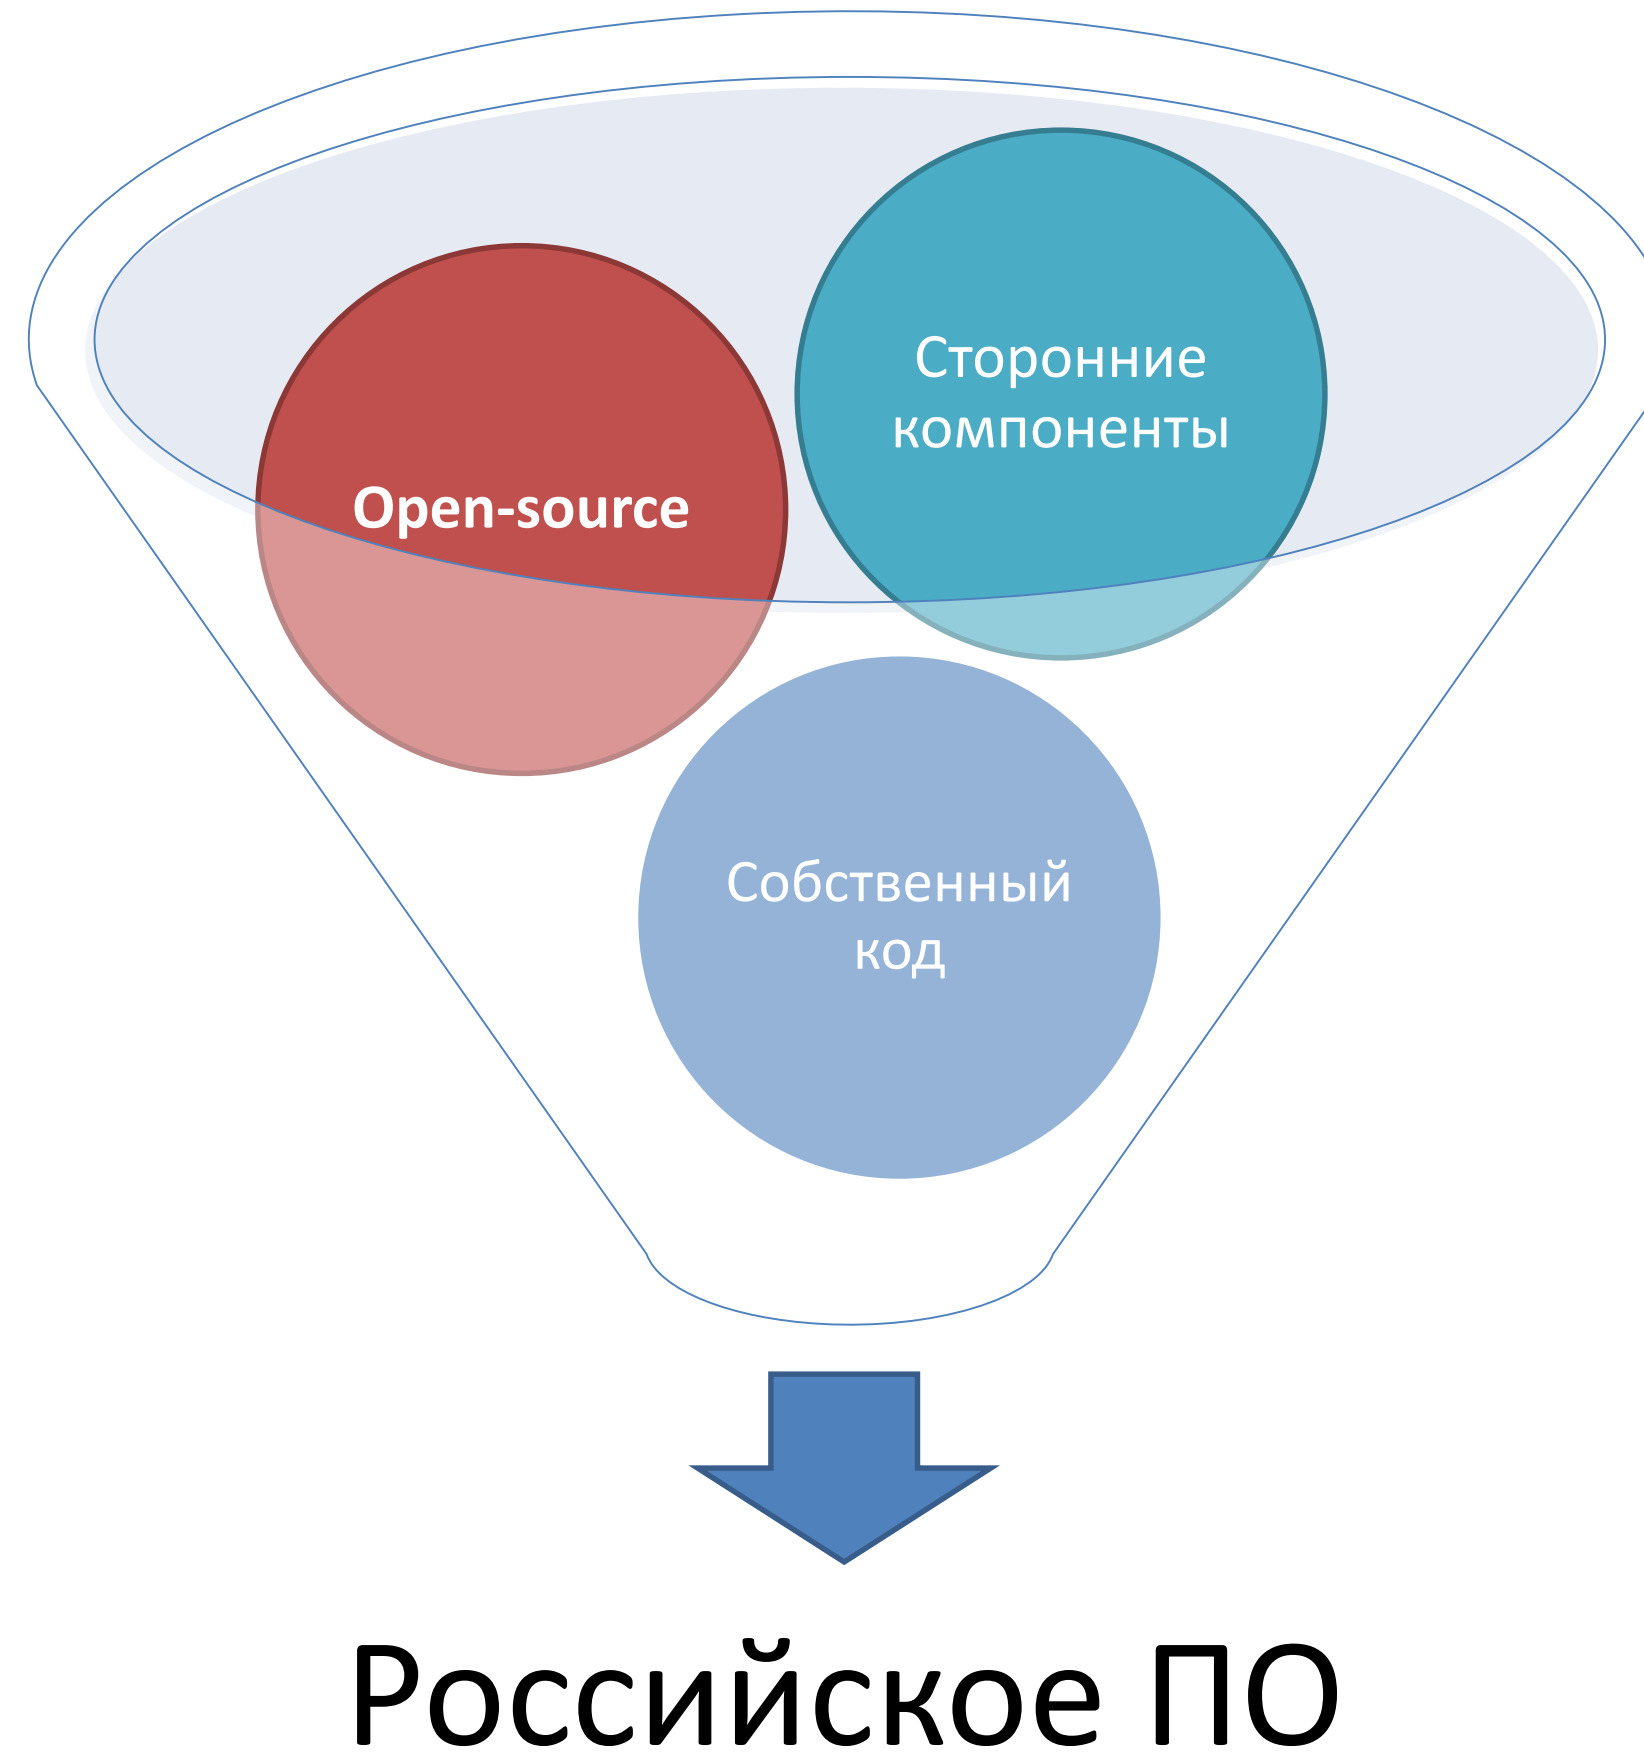 Сторонние
компоненты
Open-source
Собственный
код
Российское ПО